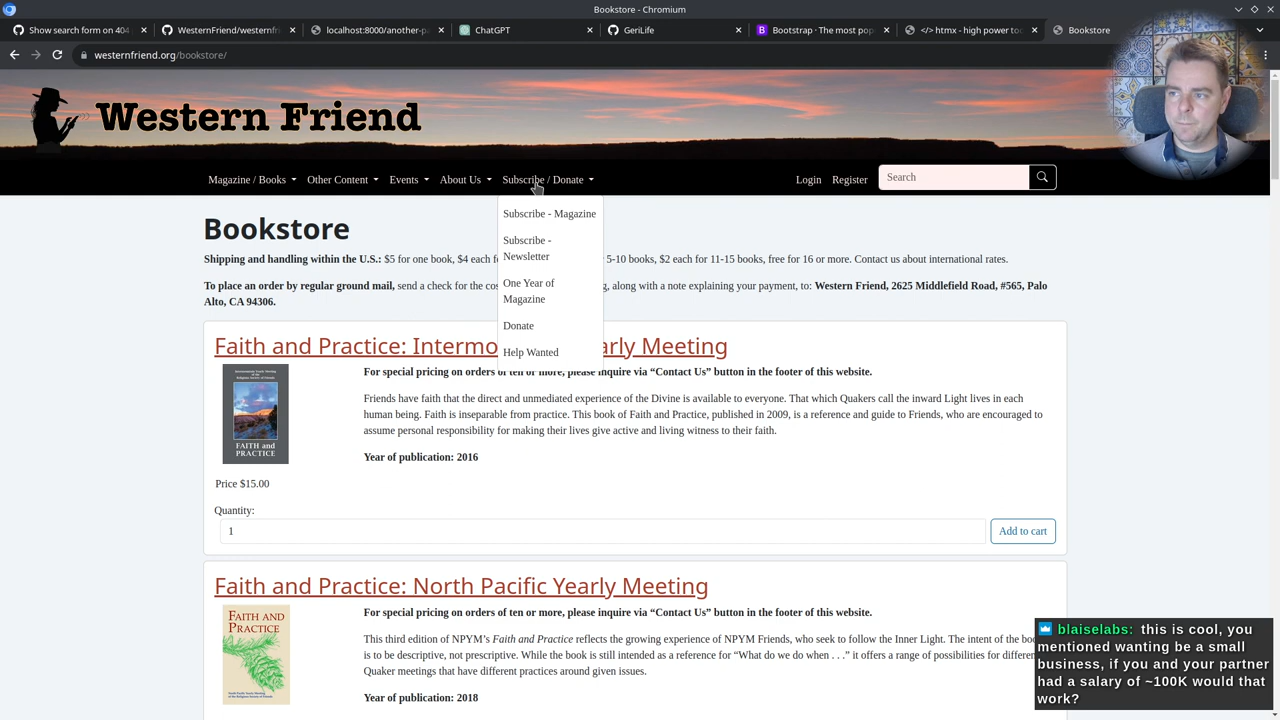 Bookstore - Chromium
Show search form on 404
WesternFriend/westernfri
localhost:8000/another-pa
ChatGPT
GeriLife
Bootstrap · The most pop
</> htmx - high power too
Bookstore
westernfriend.org/bookstore/
Western Friend
Magazine / Books
Other Content
Events
About Us
Subscribe / Donate
Login
Register
Search
Subscribe - Magazine
Subscribe -
Newsletter
One Year of
Magazine
Donate
Help Wanted
Bookstore
Shipping and handling within the U.S.: $5 for one book, $4 each f 5-10 books, $2 each for 11-15 books, free for 16 or more. Contact us about international rates.
To place an order by regular ground mail, send a check for the cos g, along with a note explaining your payment, to: Western Friend, 2625 Middlefield Road, #565, Palo
Alto, CA 94306.
Faith and Practice: Intermo arly Meeting
For special pricing on orders of ten or more, please inquire via “Contact Us” button in the footer of this website.
Friends have faith that the direct and unmediated experience of the Divine is available to everyone. That which Quakers call the inward Light lives in each
human being. Faith is inseparable from practice. This book of Faith and Practice, published in 2009, is a reference and guide to Friends, who are encouraged to
assume personal responsibility for making their lives give active and living witness to their faith.
Year of publication: 2016
FAITH and
PRACTICE
Price $15.00
Quantity:
1
Add to cart
Faith and Practice: North Pacific Yearly Meeting
For special pricing on orders of ten or more, please inquire via “Contact Us” button in the footer of this website.
This third edition of NPYM’s Faith and Practice reflects the growing experience of NPYM Friends, who seek to follow the Inner Light. The intent of the boo
is to be descriptive, not prescriptive. While the book is still intended as a reference for “What do we do when . . .” it offers a range of possibilities for differen
Quaker meetings that have different practices around given issues.
Year of publication: 2018
FAITH AND
PRACTICE
blaiselabs: this is cool, you
mentioned wanting be a small
business, if you and your partner
had a salary of ~100K would that
work?